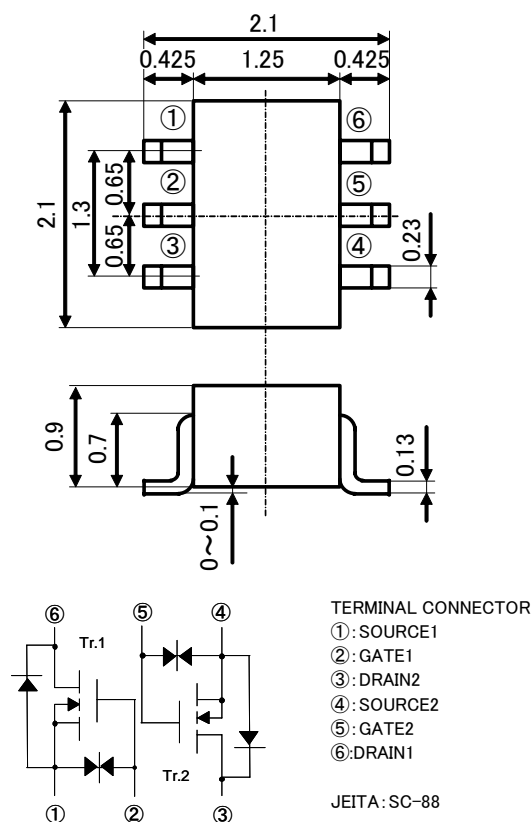 2.1
0.425 1.25 0.425
① ⑥
② ⑤
③ ④
2.1
1.3
0.65
0.65
0.23
0.9
0.7
0～0.1
0.13
⑥ ⑤ ④
Tr.1
Tr.2
① ② ③
TERMINAL CONNECTOR
①:SOURCE1
②:GATE1
③:DRAIN2
④:SOURCE2
⑤:GATE2
⑥:DRAIN1
JEITA:SC-88